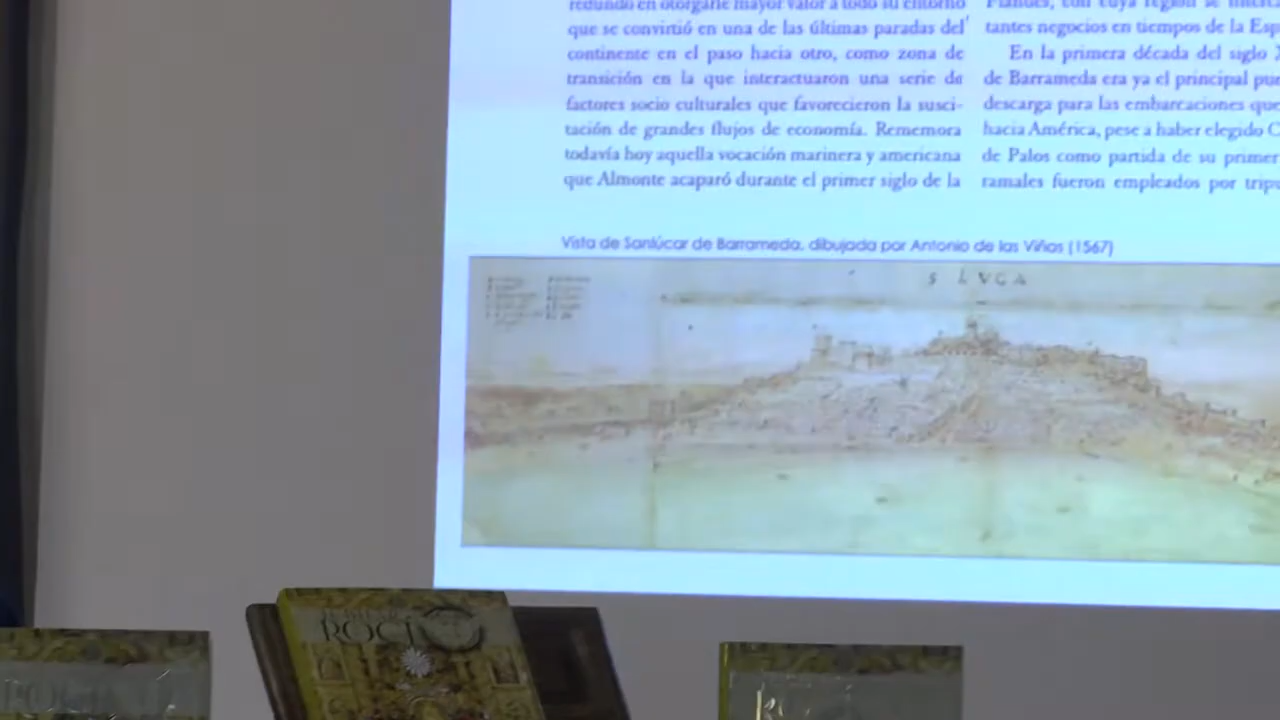 redundó en otorgarle mayor valor a todo su entorno
que se convirtió en una de las últimas paradas del
continente en el paso hacia otro, como zona de
transición en la que interactuaron una serie de
factores socio culturales que favorecieron la susci-
tación de grandes flujos de economía. Rememora
todavía hoy aquella vocación marinera y americana
que Almonte acaparó durante el primer siglo de la
Flandes, con cuya región se
tantes negocios en tiempos de la Esp
En la primera década del siglo
de Barrameda era ya el principal pue
descarga para las embarcaciones que
hacia América, pese a haber elegido C
de Palos como partida de su primer
ramales fueron empleados por tripu
Vista de Sanlúcar de Barrameda, dibujada por Antonio de las Viñas (1567)
S LVCA
ROCÍO